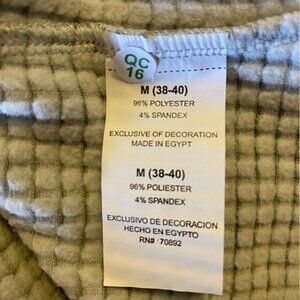 QC
16
M (38-40)
96% POLYESTER
4% SPANDEX
EXCLUSIVE OF DECORATION
MADE IN EGYPT
M (38-40)
96% POLIESTER
4% SPANDEX
EXCLUSIVO DE DECORACION
HECHO EN EGYPTO
RN# :70892